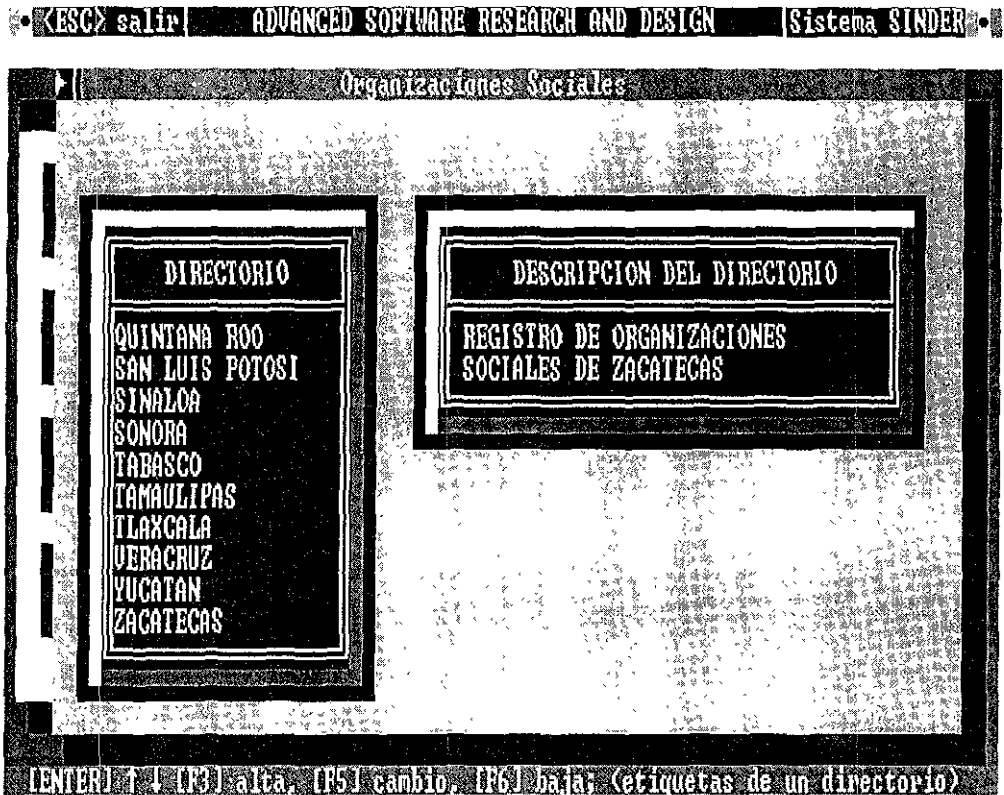 <ESC> salir ADVANCED SOFTWARE RESEARCH AND DESIGN Sistema SINDER
Organizaciones Sociales
DIRECTORIO
QUINTANA ROO
SAN LUIS POTOSI
SINALOA
SONORA
TABASCO
TAMAULIPAS
TLAXCALA
VERACRUZ
YUCATAN
ZACATECAS
DESCRIPCION DEL DIRECTORIO
REGISTRO DE ORGANIZACIONES
SOCIALES DE ZACATECAS
[ENTER] ↑ ↓ [F3] alta, [F5] cambio, [F6] baja; (etiquetas de un directorio)